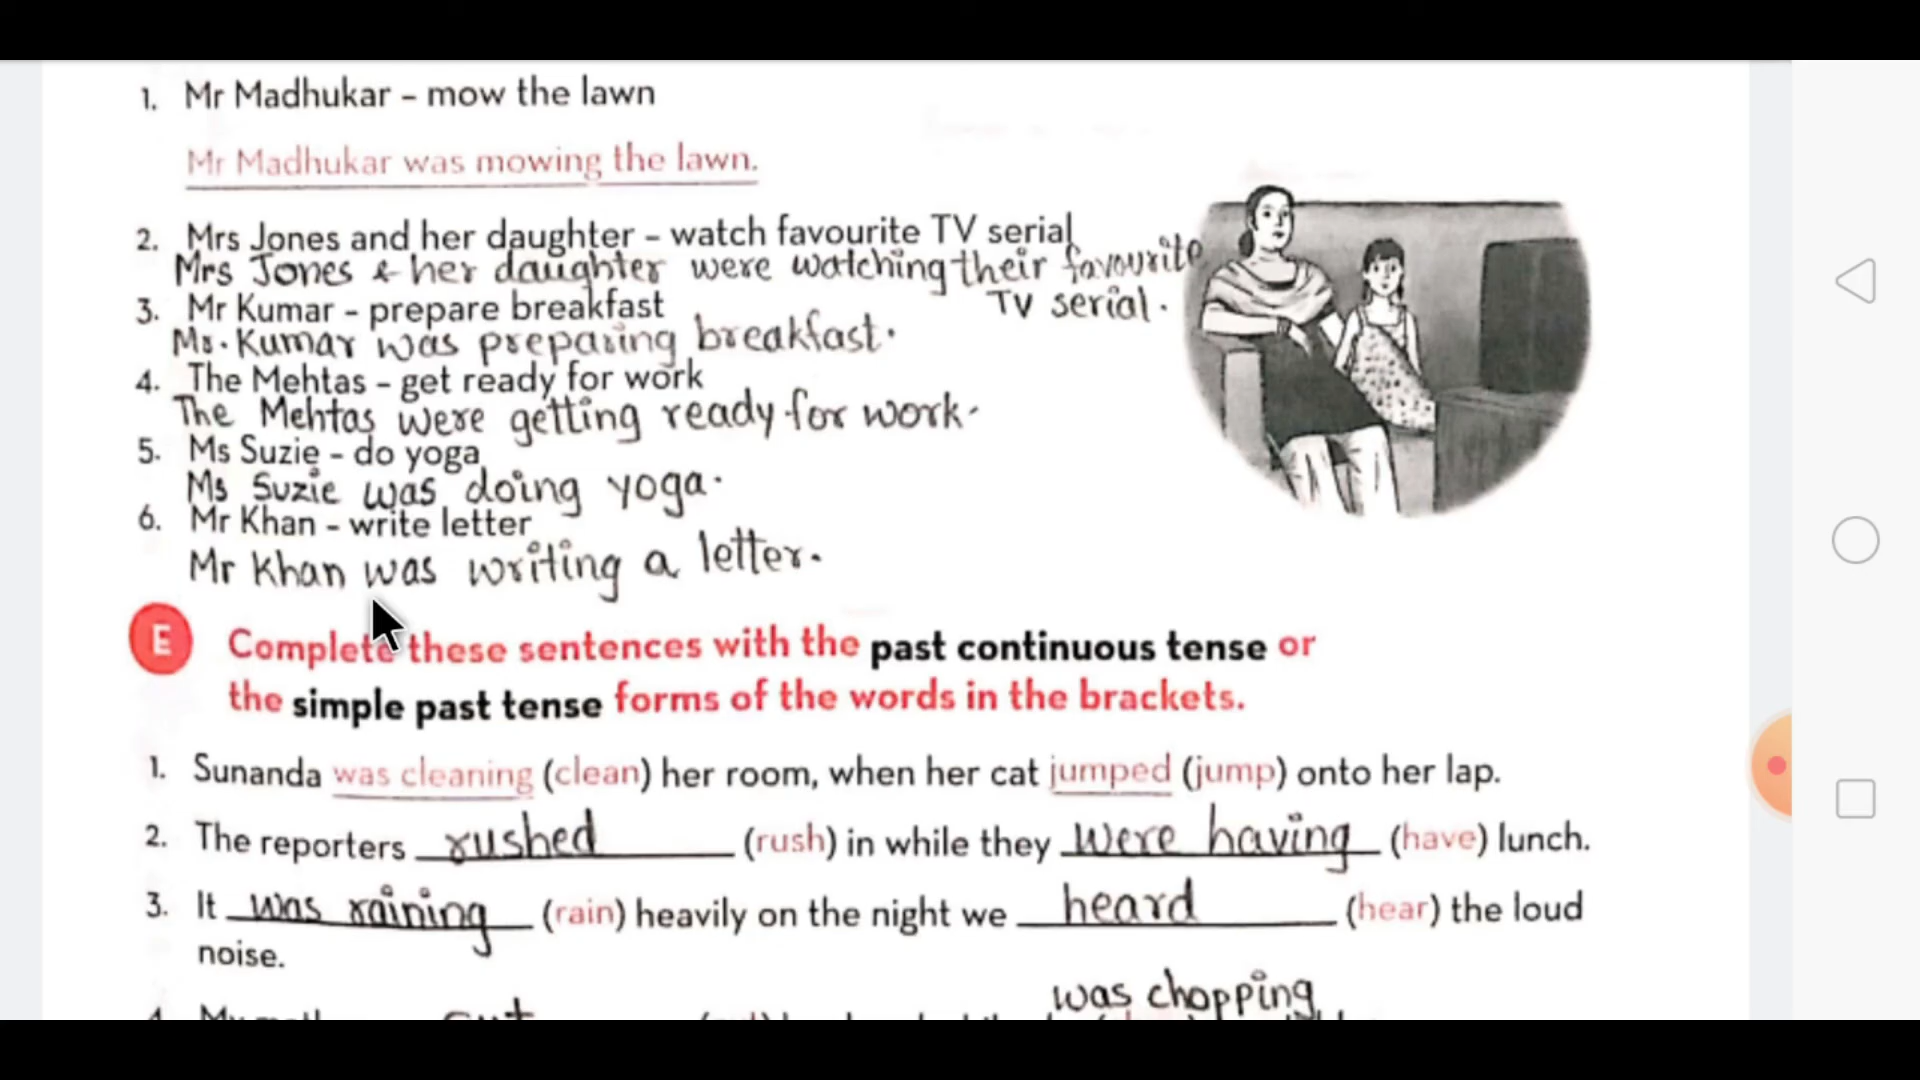 1. Mr Madhukar – mow the lawn
Mr Madhukar was mowing the lawn.
2. Mrs Jones and her daughter – watch favourite TV serial
Mrs Jones & her daughter were watching their favourite
TV serial.
3. Mr Kumar – prepare breakfast
Mr. Kumar was preparing breakfast.
4. The Mehtas – get ready for work
The Mehtas were getting ready for work.
5. Ms Suzie – do yoga
Ms Suzie was doing yoga.
6. Mr Khan – write letter
Mr Khan was writing a letter.
E Complete these sentences with the past continuous tense or
the simple past tense forms of the words in the brackets.
1. Sunanda was cleaning (clean) her room, when her cat jumped (jump) onto her lap.
2. The reporters rushed (rush) in while they were having (have) lunch.
3. It was raining (rain) heavily on the night we heard (hear) the loud
noise.
was chopping
4. My cut